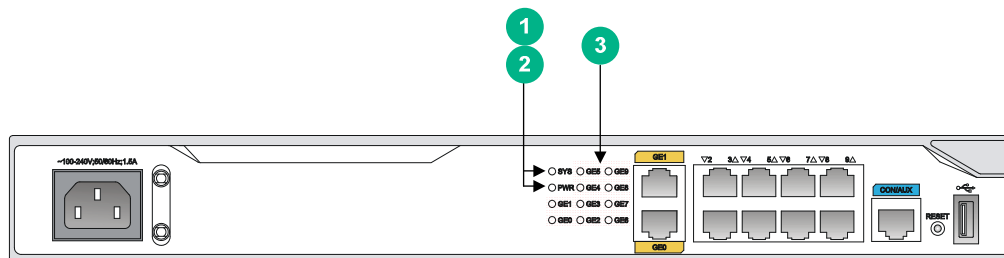 1
2
3
~100-240V;50/60Hz;1.5A
GE1
▽2 3△ ▽4 5△ ▽6 7△ ▽8 9△
SYS GE5 GE9
PWR GE4 GE8
GE1 GE3 GE7
GE0 GE2 GE6
CON/AUX
RESET
GE0